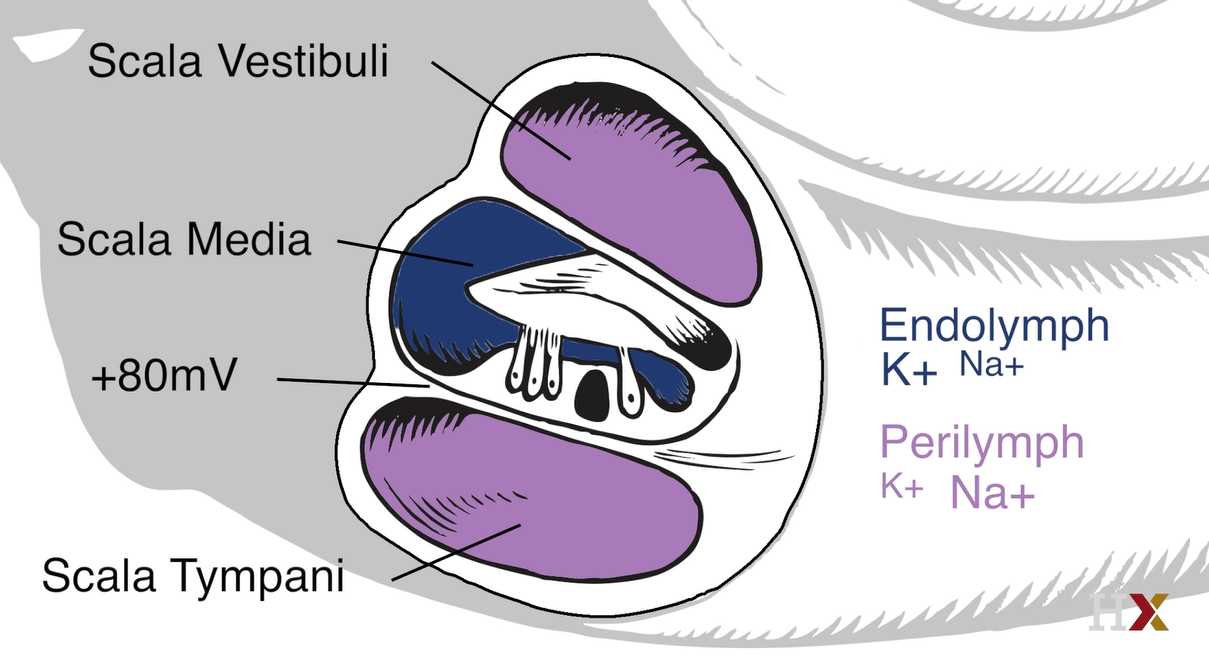 Scala Vestibuli
Scala Media
+80mV
Scala Tympani
Endolymph
K+ Na+
Perilymph
K+ Na+
HX